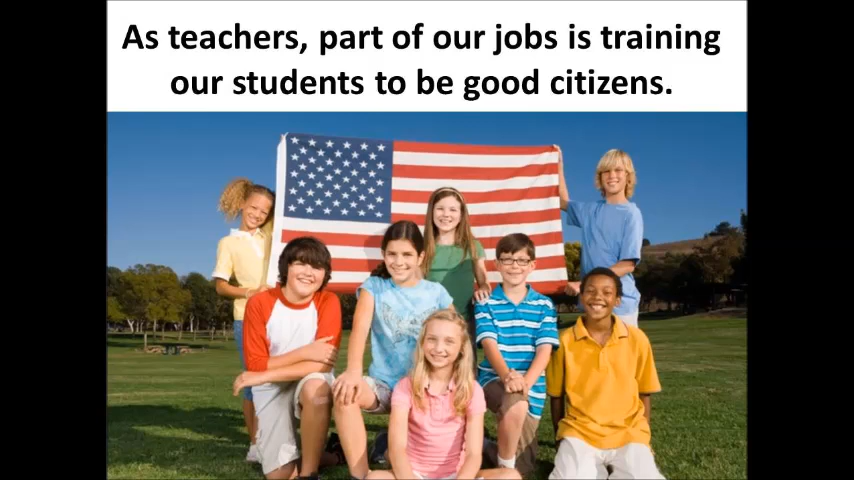 As teachers, part of our jobs is training
our students to be good citizens.